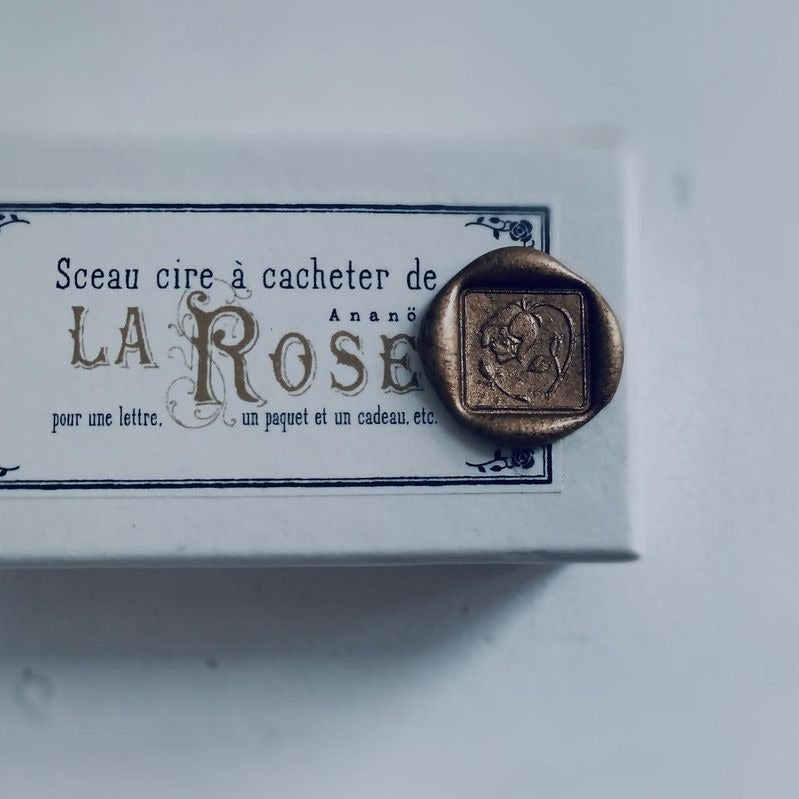 Sceau cire à cacheter de
Ananö
LA ROSE
pour une lettre, un paquet et un cadeau, etc.